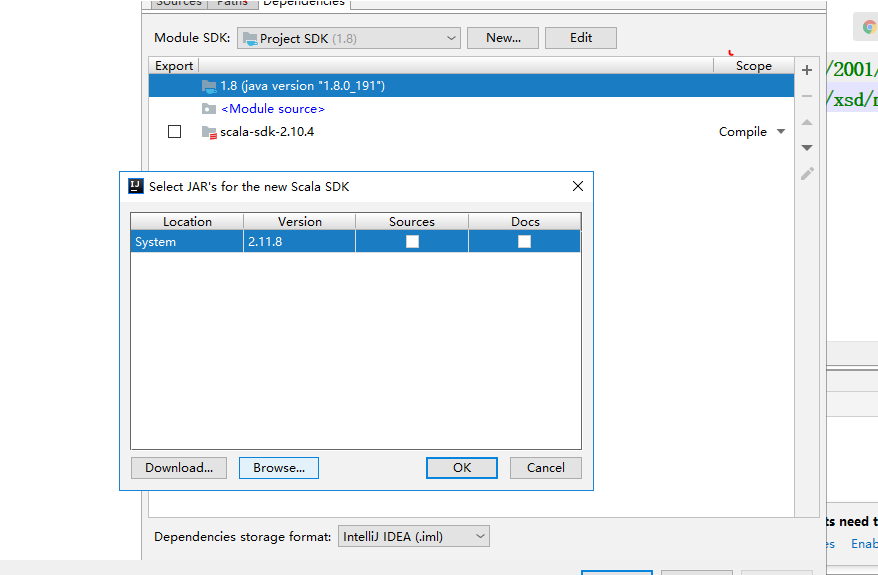 Sources Paths Dependencies
Module SDK: Project SDK (1.8) New... Edit
Export Scope
1.8 (java version "1.8.0_191")
<Module source>
scala-sdk-2.10.4 Compile
/2001/
/xsd/
Select JAR's for the new Scala SDK
Location Version Sources Docs
System 2.11.8
Download... Browse... OK Cancel
Dependencies storage format: IntelliJ IDEA (.iml)
ts need t
es Enab